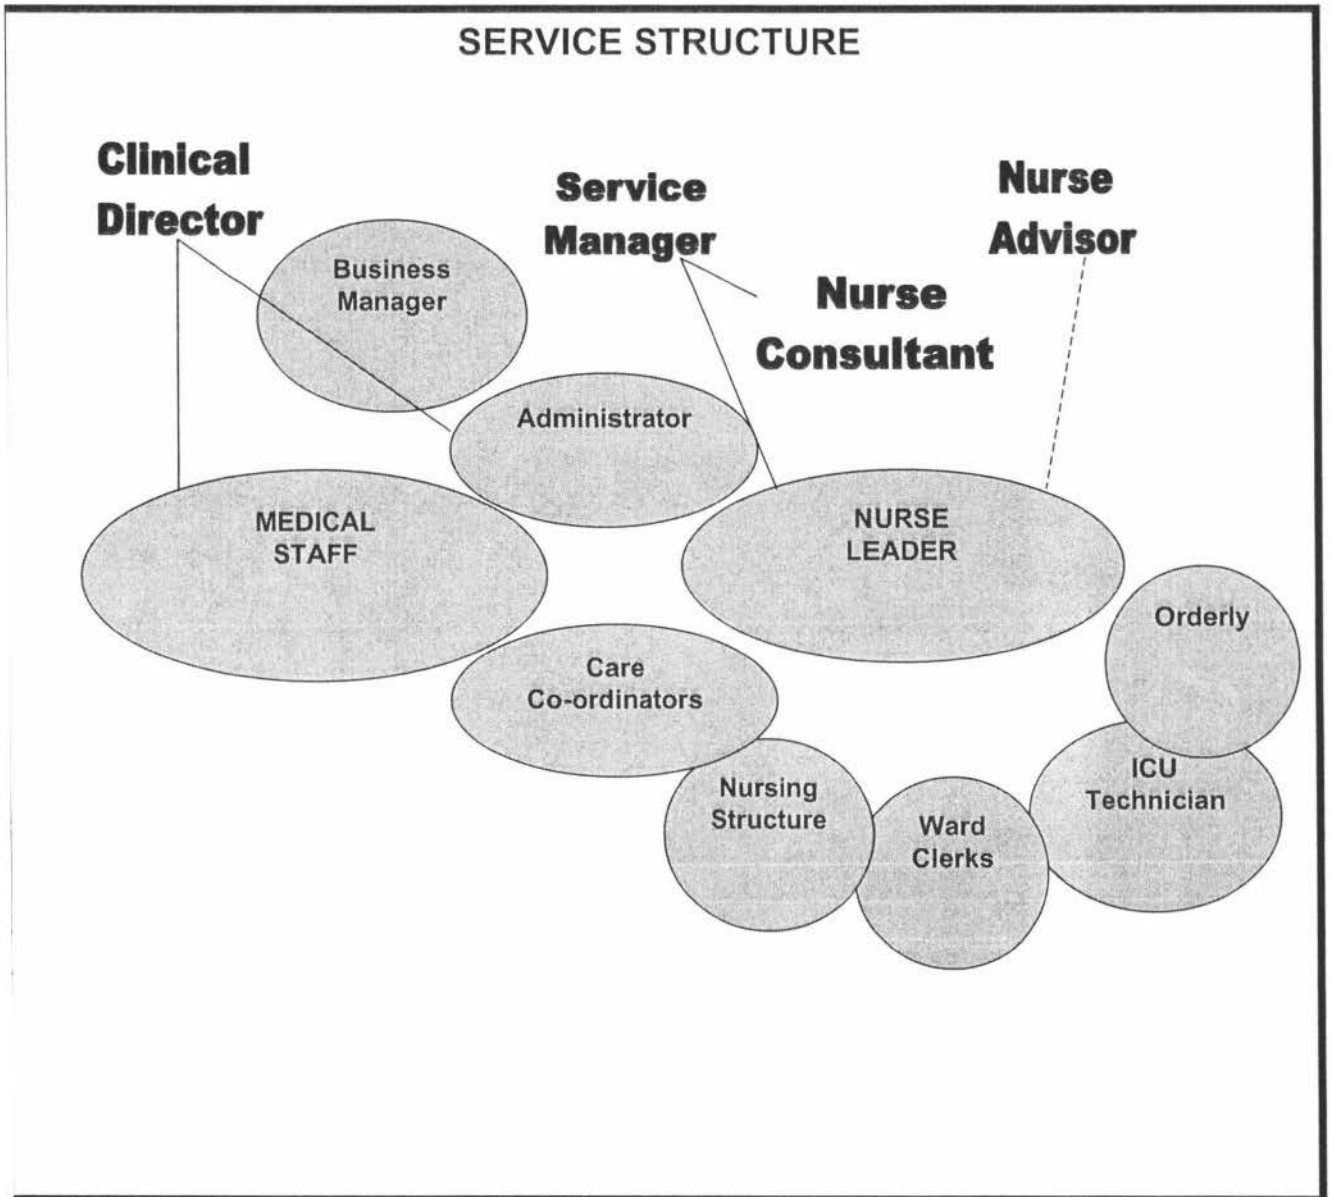 SERVICE STRUCTURE
Clinical
Director
Service
Manager
Nurse
Advisor
Business
Manager
Nurse
Consultant
Administrator
MEDICAL
STAFF
NURSE
LEADER
Orderly
Care
Co-ordinators
Nursing
Structure
Ward
Clerks
ICU
Technician